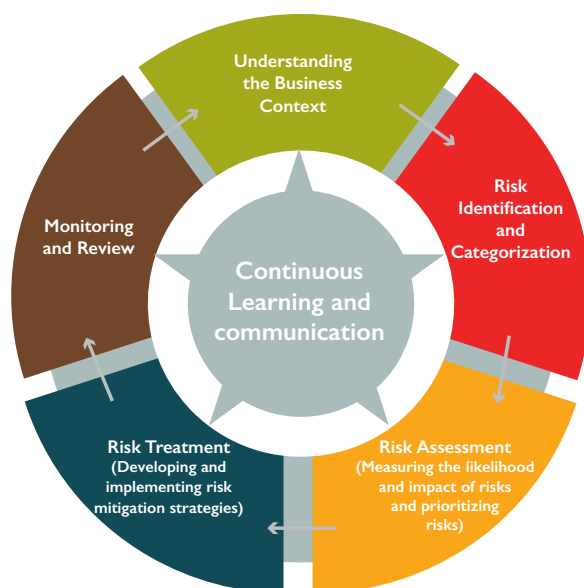 Understanding
the Business
Context
Risk
Identification
and
Categorization
Risk Assessment
(Measuring the likelihood
and impact of risks
and prioritizing
risks)
Risk Treatment
(Developing and
implementing risk
mitigation strategies)
Monitoring
and Review
Continuous
Learning and
communication